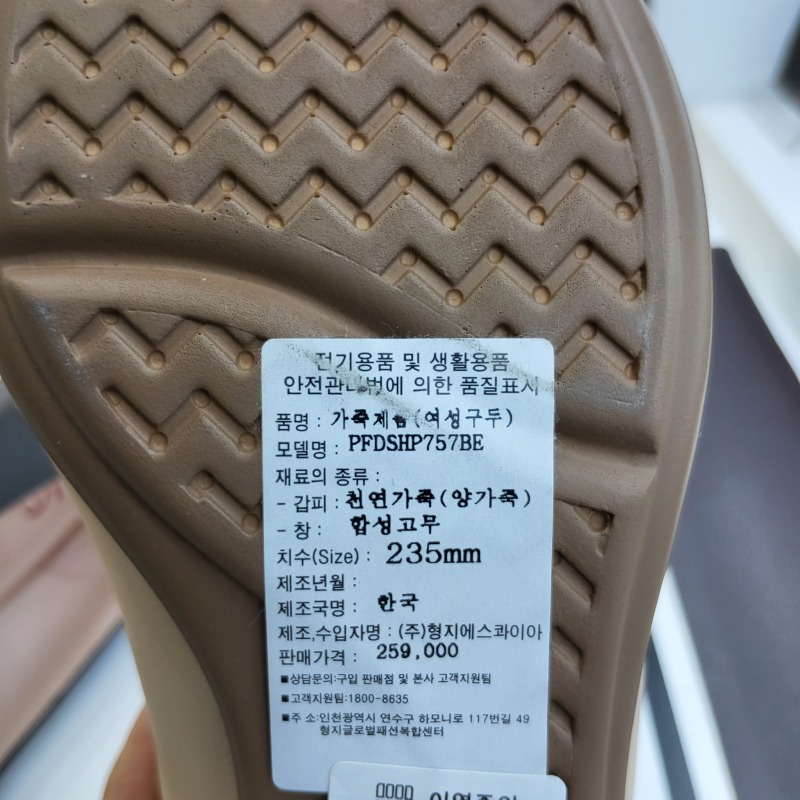 전기용품 및 생활용품
안전관리법에 의한 품질표시
품명 : 가죽제품(여성구두)
모델명 : PFDSHP757BE
재료의 종류 :
- 갑피 : 천연가죽(양가죽)
- 창 : 합성고무
치수(Size) : 235mm
제조년월 :
제조국명 : 한국
제조,수입자명 : (주)형지에스콰이아
판매가격 : 259,000
■상담문의:구입 판매점 및 본사 고객지원팀
■고객지원팀:1800-8635
■주 소:인천광역시 연수구 하모니로 117번길 49
형지글로벌패션복합센터